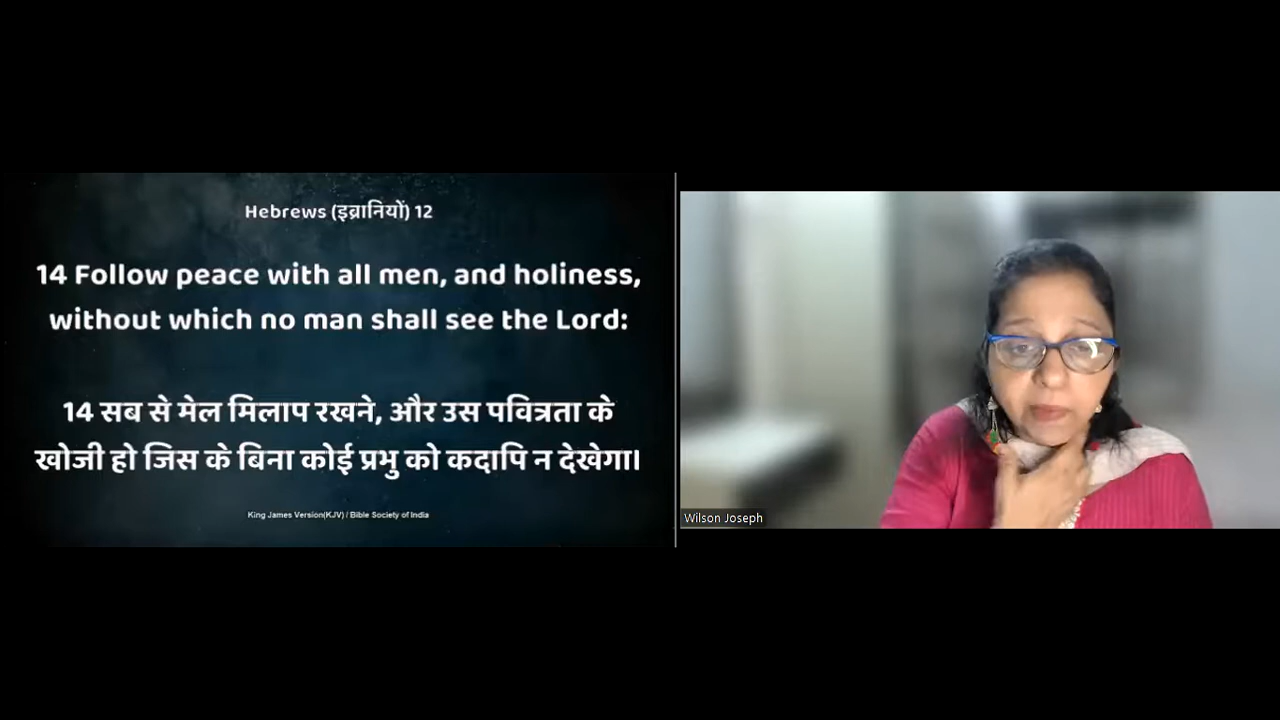 Hebrews (इब्रानियों) 12
14 Follow peace with all men, and holiness,
without which no man shall see the Lord:
14 सब से मेल मिलाप रखने, और उस पवित्रता के
खोजी हो जिस के बिना कोई प्रभु को कदापि न देखेगा।
King James Version(KJV) / Bible Society of India
Wilson Joseph